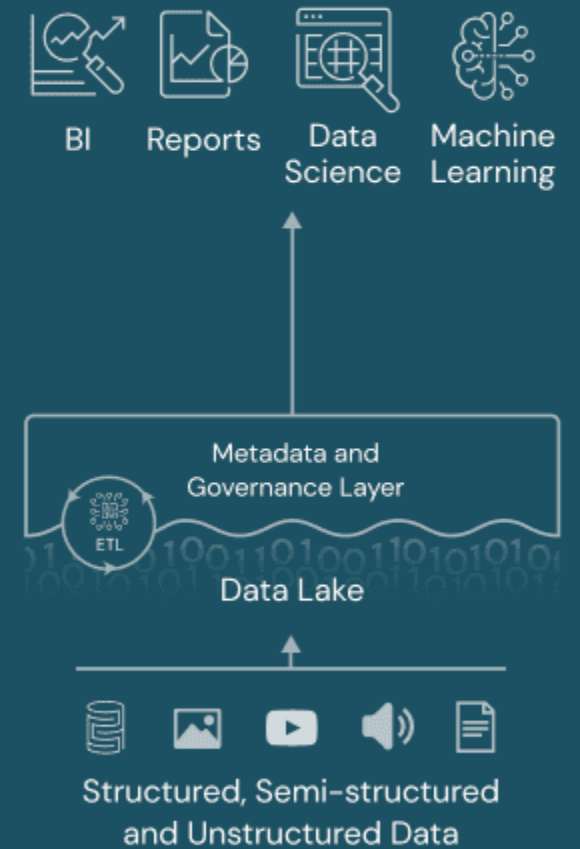 BI
Reports
Data
Science
Machine
Learning
Metadata and
Governance Layer
ETL
Data Lake
Structured, Semi-structured
and Unstructured Data